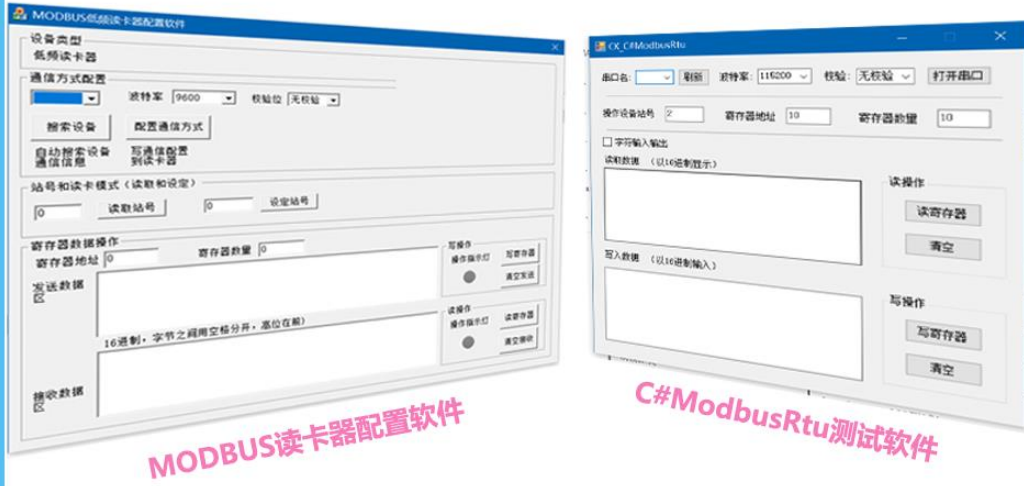 MODBUS低频读卡器配置软件
设备类型
低频读卡器
通信方式配置
波特率 9600 校验位 无校验
搜索设备 配置通信方式
自动搜索设备
通信信息
写通信配置
到读卡器
站号和读卡模式（读取和设定）
0 读取站号 0 设定站号
寄存器数据操作
寄存器地址 0 寄存器数量 0
发送数据
区
写操作
操作指示灯 写寄存器
清空发送
16进制，字节之间用空格分开，高位在前)
读操作
操作指示灯 读寄存器
清空接收
接收数据
区
MODBUS读卡器配置软件
CK_C#ModbusRtu
串口名: 刷新 波特率: 115200 校验: 无校验 打开串口
操作设备站号 2 寄存器地址 10 寄存器数量 10
字符输入输出
读取数据 （以16进制显示）
读操作
读寄存器
清空
写入数据 （以16进制输入）
写操作
写寄存器
清空
C#ModbusRtu测试软件